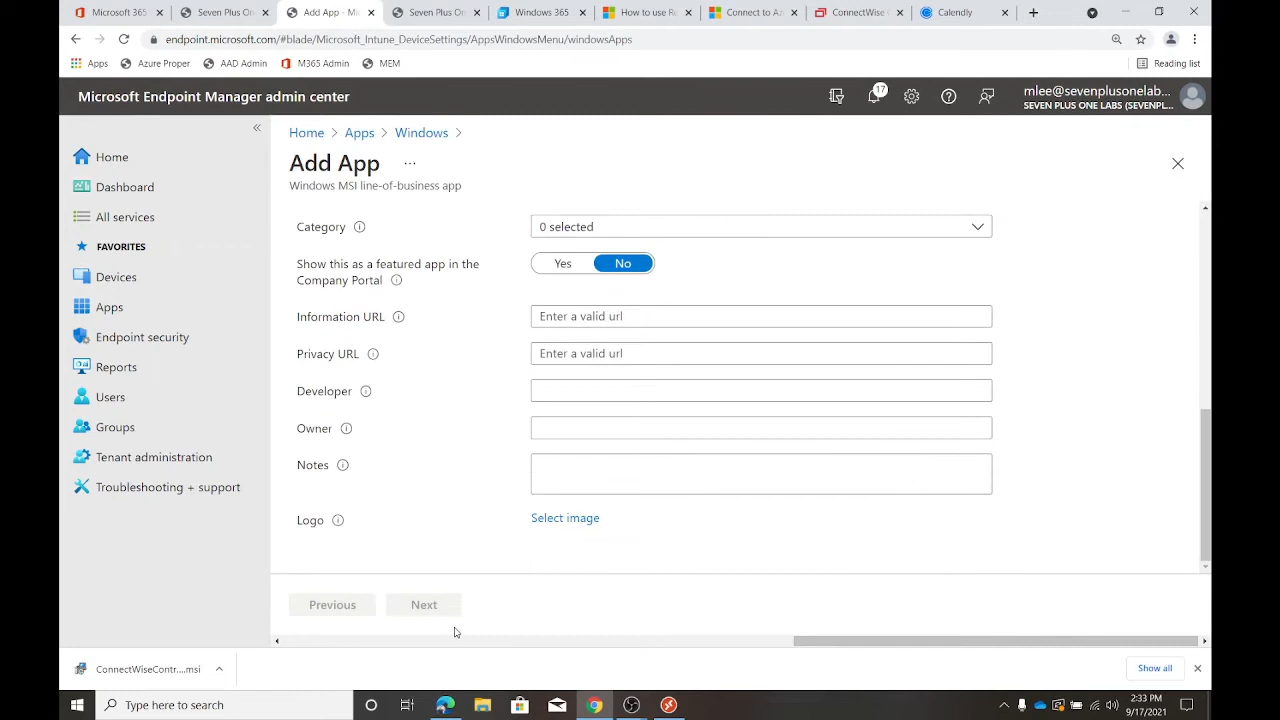 Microsoft 365
Seven Plus On
Add App - Mi
Seven Plus On
Windows 365
How to use Re
Connect to Az
ConnectWise C
Calendly
endpoint.microsoft.com/#blade/Microsoft_Intune_DeviceSettings/AppsWindowsMenu/windowsApps
Apps
Azure Proper
AAD Admin
M365 Admin
MEM
Reading list
Microsoft Endpoint Manager admin center
17
mlee@sevenplusonelab...
SEVEN PLUS ONE LABS (SEVENPL...
Home
Dashboard
All services
FAVORITES
Devices
Apps
Endpoint security
Reports
Users
Groups
Tenant administration
Troubleshooting + support
Home > Apps > Windows >
Add App ...
Windows MSI line-of-business app
Category
0 selected
Show this as a featured app in the
Company Portal
Yes
No
Information URL
Enter a valid url
Privacy URL
Enter a valid url
Developer
Owner
Notes
Logo
Select image
Previous
Next
ConnectWiseContr....msi
Show all
Type here to search
2:33 PM
9/17/2021